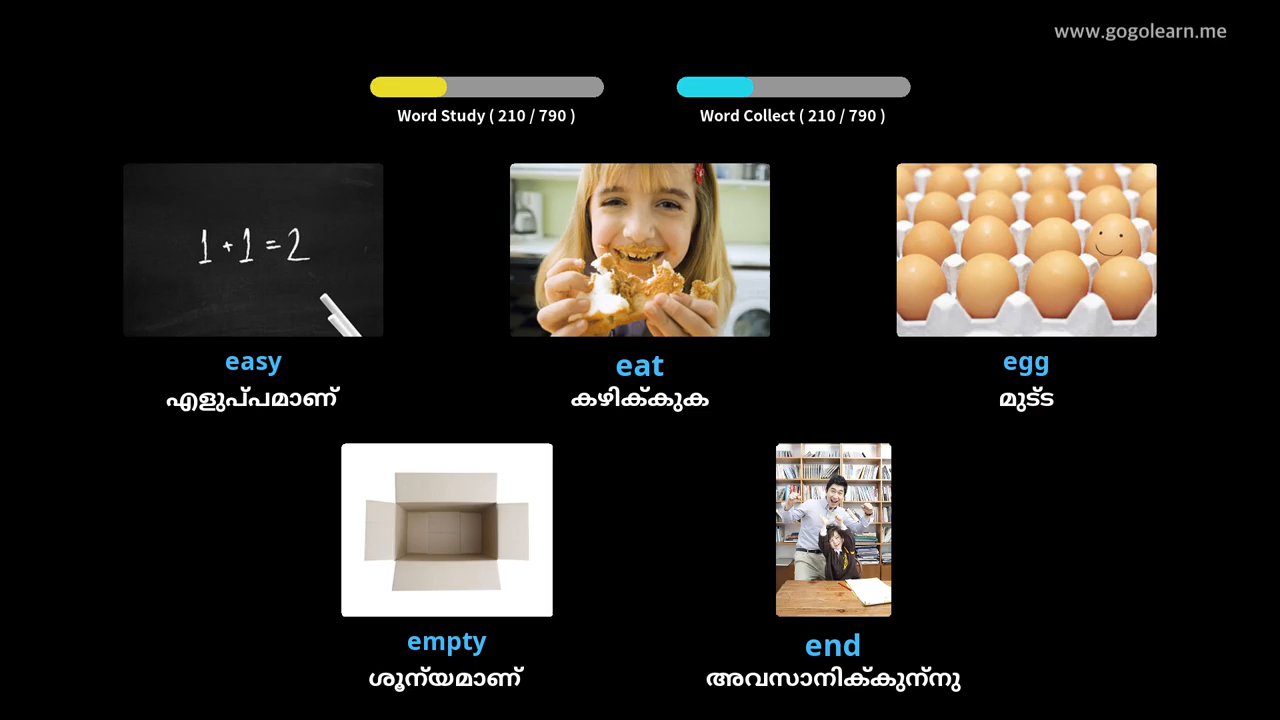 www.gogolearn.me
Word Study ( 210 / 790 )
Word Collect ( 210 / 790 )
1 + 1 = 2
easy
എളുപ്പമാണ്
eat
കഴിക്കുക
egg
മുട്ട
empty
ശൂന്യമാണ്
end
അവസാനിക്കുന്നു